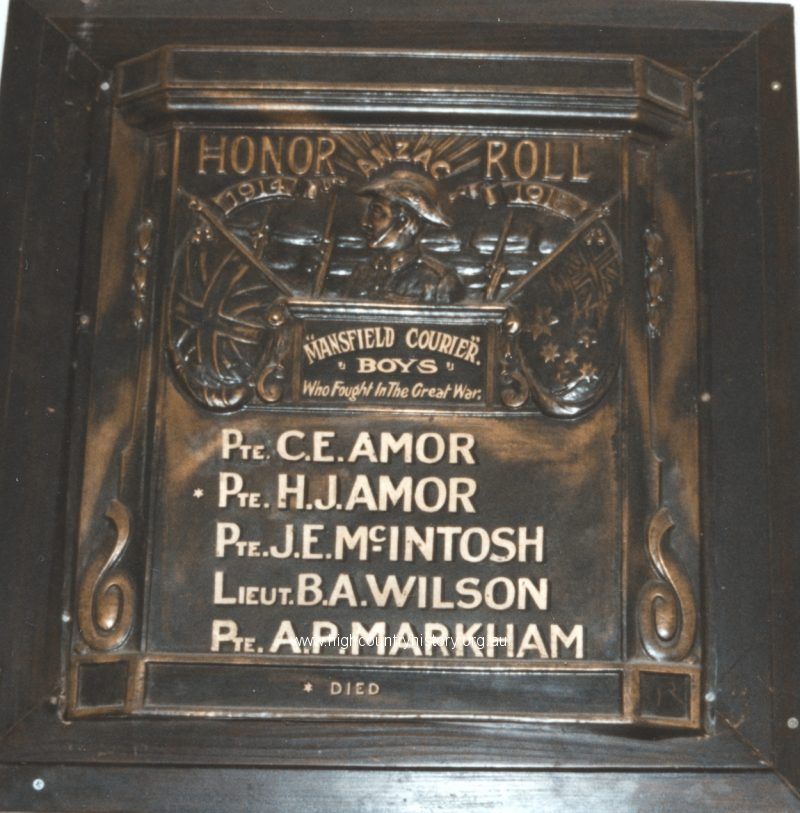 HONOR ANZAC ROLL
1914 191
"MANSFIELD COURIER"
BOYS
Who Fought In The Great War.
PTE. C.E. AMOR
* PTE. H.J. AMOR
PTE. J.E. McINTOSH
LIEUT. B.A. WILSON
PTE. A.P. MARKHAM
www.highcountryhistory.org.au
* DIED